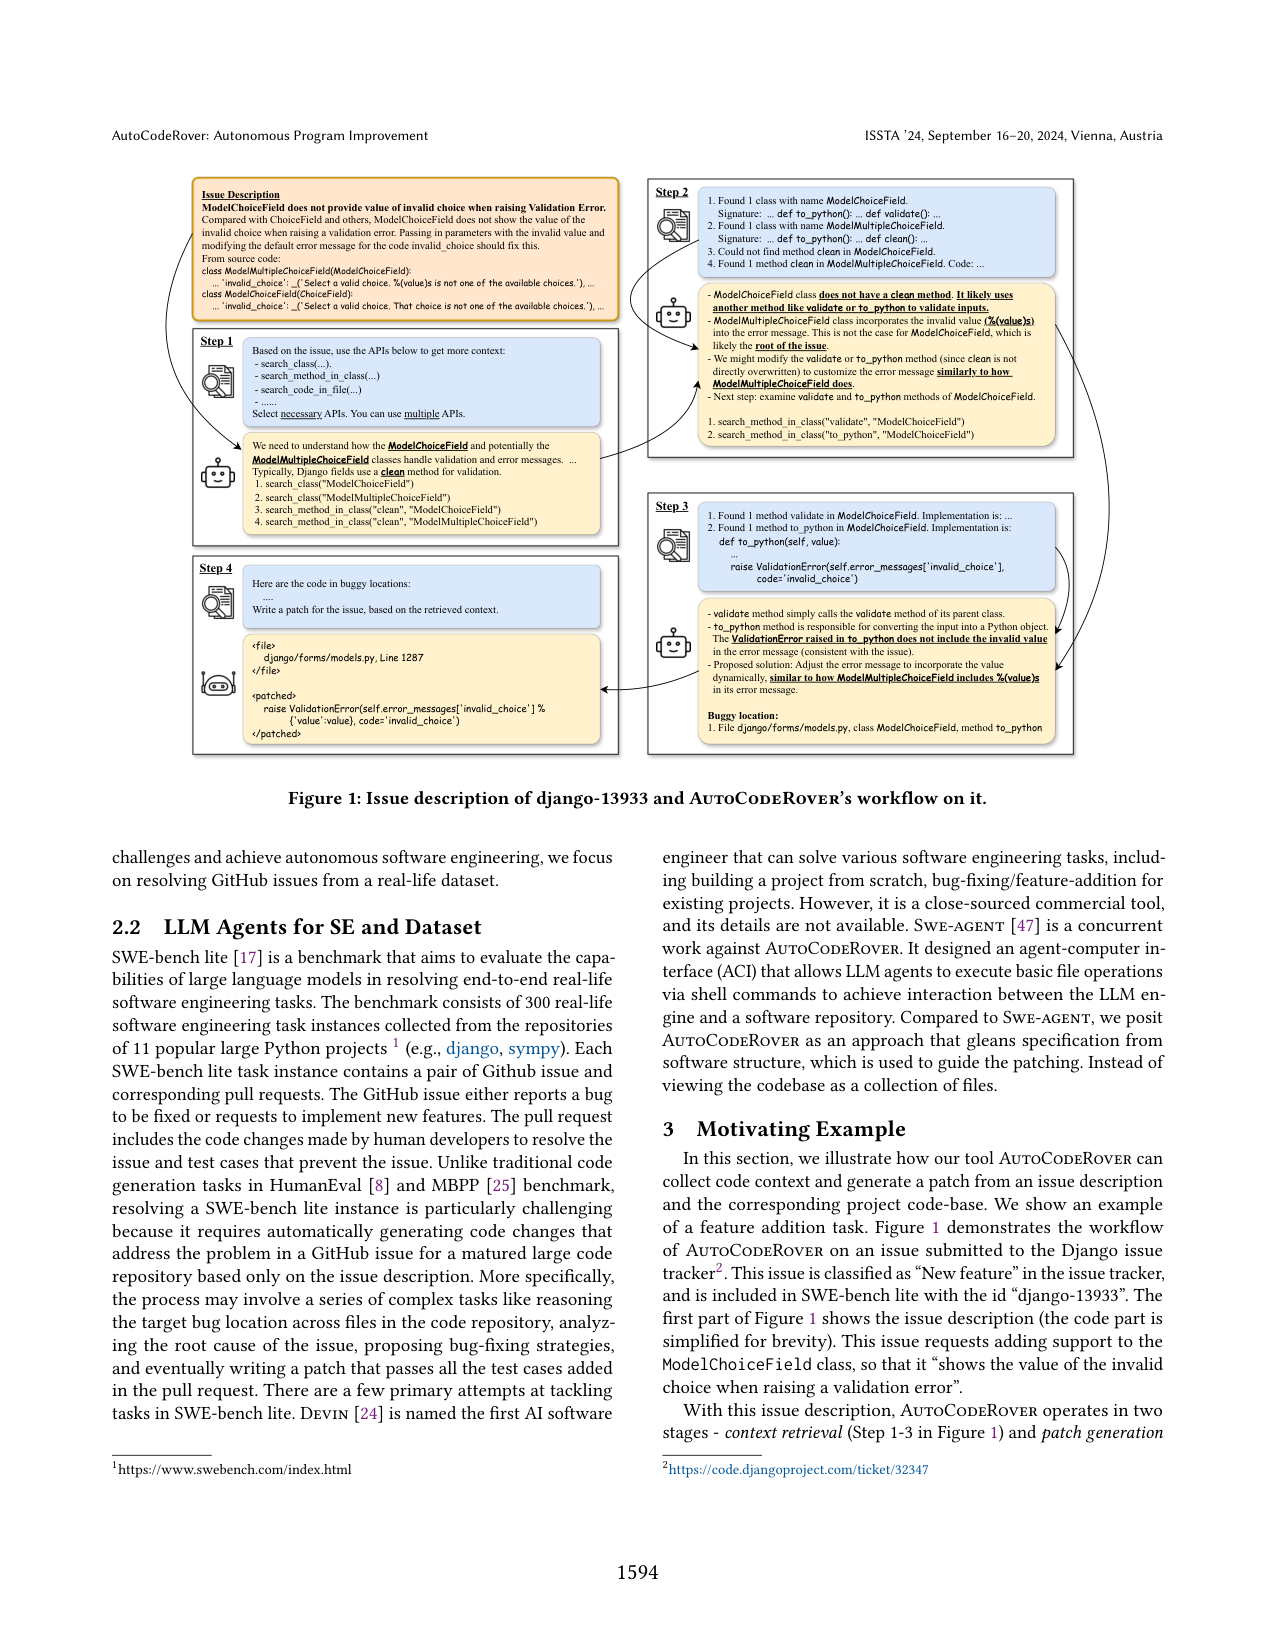 AutoCodeRover: Autonomous Program Improvement
ISSTA ’24, September 16–20, 2024, Vienna, Austria
Issue Description
ModelChoiceField does not provide value of invalid choice when raising Validation Error.
Compared with ChoiceField and others, ModelChoiceField does not show the value of the
invalid choice when raising a validation error. Passing in parameters with the invalid value and
modifying the default error message for the code invalid_choice should fix this.
From source code:
class ModelMultipleChoiceField(ModelChoiceField):
... 'invalid_choice': _('Select a valid choice. %(value)s is not one of the available choices.'), ...
class ModelChoiceField(ChoiceField):
... 'invalid_choice': _('Select a valid choice. That choice is not one of the available choices.'), ...
Step 1
Based on the issue, use the APIs below to get more context:
- search_class(...).
- search_method_in_class(...)
- search_code_in_file(...)
- ......
Select necessary APIs. You can use multiple APIs.
We need to understand how the ModelChoiceField and potentially the
ModelMultipleChoiceField classes handle validation and error messages. ...
Typically, Django fields use a clean method for validation.
1. search_class("ModelChoiceField")
2. search_class("ModelMultipleChoiceField")
3. search_method_in_class("clean", "ModelChoiceField")
4. search_method_in_class("clean", "ModelMultipleChoiceField")
Step 2
1. Found 1 class with name ModelChoiceField.
Signature: ... def to_python(): ... def validate(): ...
2. Found 1 class with name ModelMultipleChoiceField.
Signature: ... def to_python(): ... def clean(): ...
3. Could not find method clean in ModelChoiceField.
4. Found 1 method clean in ModelMultipleChoiceField. Code: ...
- ModelChoiceField class does not have a clean method. It likely uses
another method like validate or to_python to validate inputs.
- ModelMultipleChoiceField class incorporates the invalid value (%(value)s)
into the error message. This is not the case for ModelChoiceField, which is
likely the root of the issue.
- We might modify the validate or to_python method (since clean is not
directly overwritten) to customize the error message similarly to how
ModelMultipleChoiceField does.
- Next step: examine validate and to_python methods of ModelChoiceField.
1. search_method_in_class("validate", "ModelChoiceField")
2. search_method_in_class("to_python", "ModelChoiceField")
Step 3
1. Found 1 method validate in ModelChoiceField. Implementation is: ...
2. Found 1 method to_python in ModelChoiceField. Implementation is:
def to_python(self, value):
...
raise ValidationError(self.error_messages['invalid_choice'],
code='invalid_choice')
- validate method simply calls the validate method of its parent class.
- to_python method is responsible for converting the input into a Python object.
The ValidationError raised in to_python does not include the invalid value
in the error message (consistent with the issue).
- Proposed solution: Adjust the error message to incorporate the value
dynamically, similar to how ModelMultipleChoiceField includes %(value)s
in its error message.
Buggy location:
1. File django/forms/models.py, class ModelChoiceField, method to_python
Step 4
Here are the code in buggy locations:
....
Write a patch for the issue, based on the retrieved context.
<file>
django/forms/models.py, Line 1287
</file>
<patched>
raise ValidationError(self.error_messages['invalid_choice'] %
{'value':value}, code='invalid_choice')
</patched>
Figure 1: Issue description of django-13933 and AutoCodeRover’s workflow on it.
challenges and achieve autonomous software engineering, we focus
on resolving GitHub issues from a real-life dataset.
2.2 LLM Agents for SE and Dataset
SWE-bench lite [17] is a benchmark that aims to evaluate the capa-
bilities of large language models in resolving end-to-end real-life
software engineering tasks. The benchmark consists of 300 real-life
software engineering task instances collected from the repositories
of 11 popular large Python projects 1 (e.g., django, sympy). Each
SWE-bench lite task instance contains a pair of Github issue and
corresponding pull requests. The GitHub issue either reports a bug
to be fixed or requests to implement new features. The pull request
includes the code changes made by human developers to resolve the
issue and test cases that prevent the issue. Unlike traditional code
generation tasks in HumanEval [8] and MBPP [25] benchmark,
resolving a SWE-bench lite instance is particularly challenging
because it requires automatically generating code changes that
address the problem in a GitHub issue for a matured large code
repository based only on the issue description. More specifically,
the process may involve a series of complex tasks like reasoning
the target bug location across files in the code repository, analyz-
ing the root cause of the issue, proposing bug-fixing strategies,
and eventually writing a patch that passes all the test cases added
in the pull request. There are a few primary attempts at tackling
tasks in SWE-bench lite. Devin [24] is named the first AI software
1https://www.swebench.com/index.html
engineer that can solve various software engineering tasks, includ-
ing building a project from scratch, bug-fixing/feature-addition for
existing projects. However, it is a close-sourced commercial tool,
and its details are not available. Swe-agent [47] is a concurrent
work against AutoCodeRover. It designed an agent-computer in-
terface (ACI) that allows LLM agents to execute basic file operations
via shell commands to achieve interaction between the LLM en-
gine and a software repository. Compared to Swe-agent, we posit
AutoCodeRover as an approach that gleans specification from
software structure, which is used to guide the patching. Instead of
viewing the codebase as a collection of files.
3 Motivating Example
In this section, we illustrate how our tool AutoCodeRover can
collect code context and generate a patch from an issue description
and the corresponding project code-base. We show an example
of a feature addition task. Figure 1 demonstrates the workflow
of AutoCodeRover on an issue submitted to the Django issue
tracker2. This issue is classified as “New feature” in the issue tracker,
and is included in SWE-bench lite with the id “django-13933”. The
first part of Figure 1 shows the issue description (the code part is
simplified for brevity). This issue requests adding support to the
ModelChoiceField class, so that it “shows the value of the invalid
choice when raising a validation error”.
With this issue description, AutoCodeRover operates in two
stages - context retrieval (Step 1-3 in Figure 1) and patch generation
2https://code.djangoproject.com/ticket/32347
1594